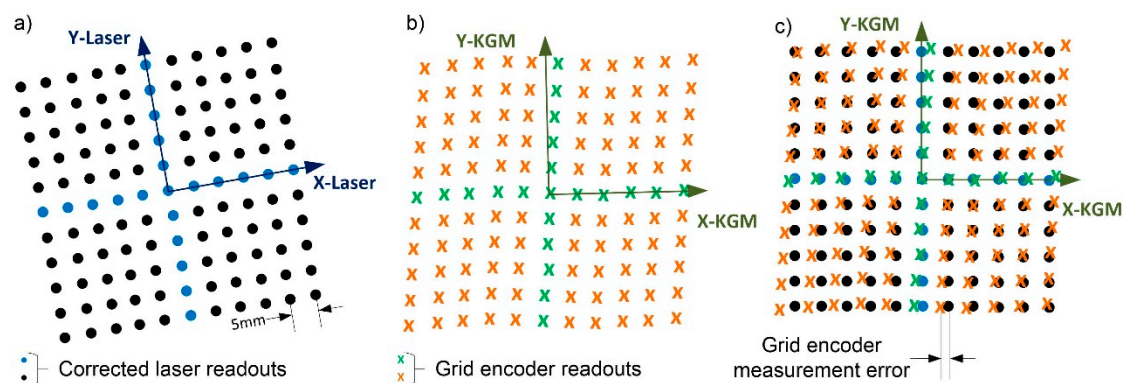 a)
Y-Laser
X-Laser
5mm
Corrected laser readouts
b)
Y-KGM
X-KGM
Grid encoder readouts
c)
Y-KGM
X-KGM
Grid encoder
measurement error